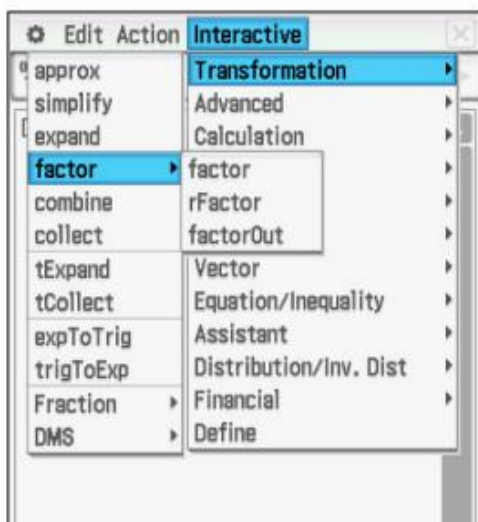 Edit Action Interactive
approx
simplify
expand
factor
combine
collect
tExpand
tCollect
expToTrig
trigToExp
Fraction
DMS
factor
rFactor
factorOut
Transformation
Advanced
Calculation
Vector
Equation/Inequality
Assistant
Distribution/Inv. Dist
Financial
Define